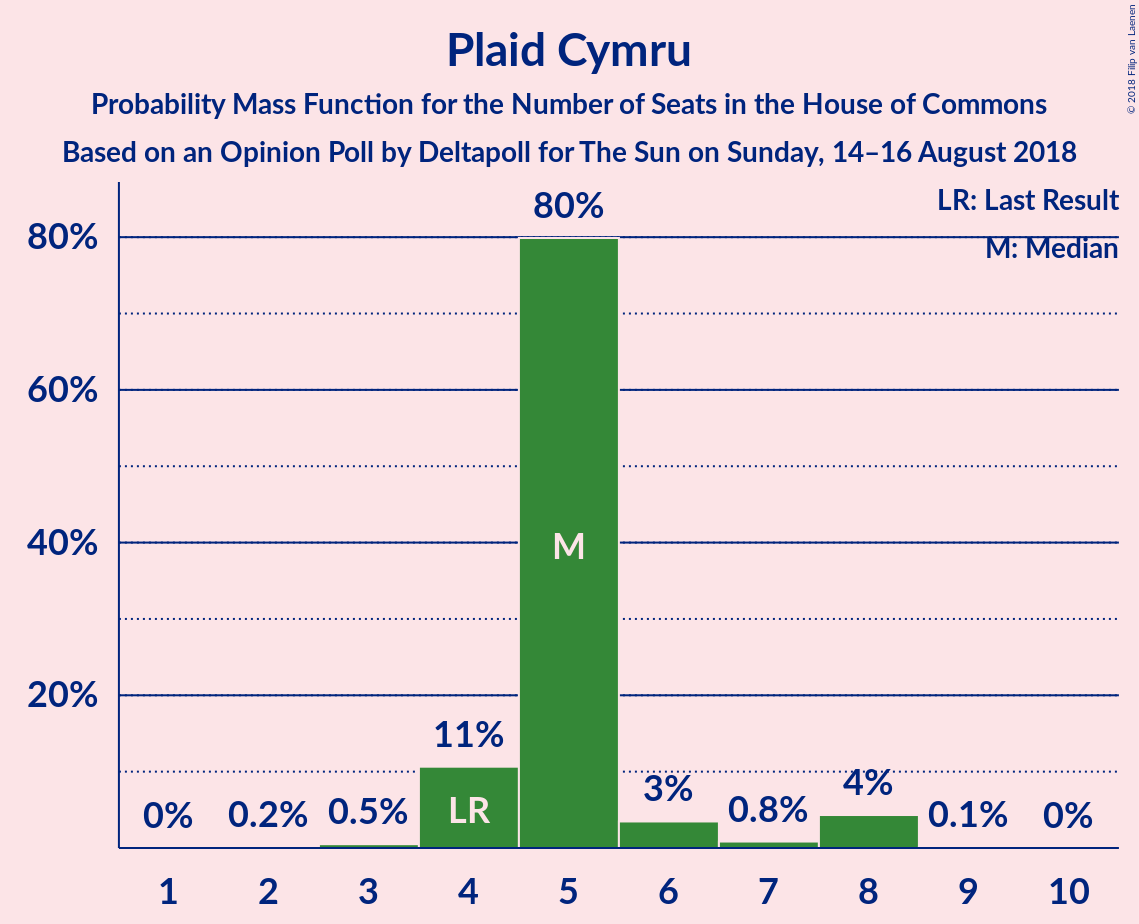 Plaid Cymru
Probability Mass Function for the Number of Seats in the House of Commons
Based on an Opinion Poll by Deltapoll for The Sun on Sunday, 14–16 August 2018
© 2018 Filip van Laenen
LR: Last Result
M: Median
80%
60%
40%
20%
0%
0.2%
0.5%
11%
80%
3%
0.8%
4%
0.1%
0%
LR
M
1 2 3 4 5 6 7 8 9 10